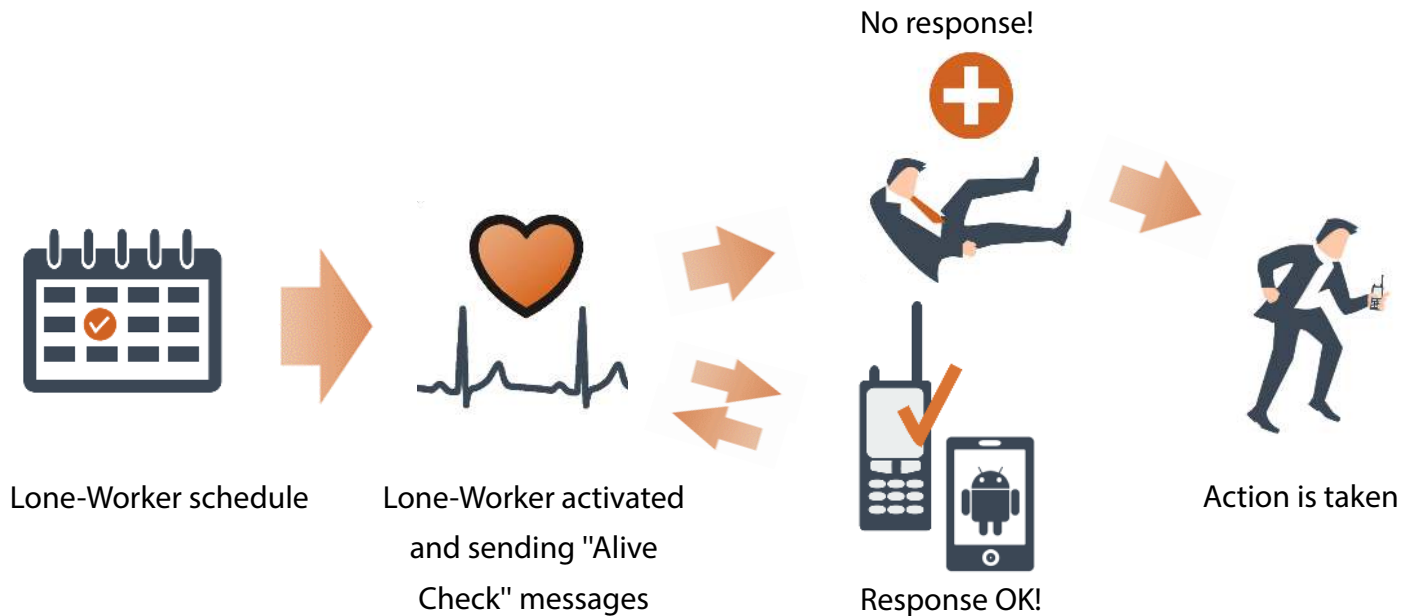 No response!
Lone-Worker schedule
Lone-Worker activated
and sending "Alive
Check" messages
Response OK!
Action is taken